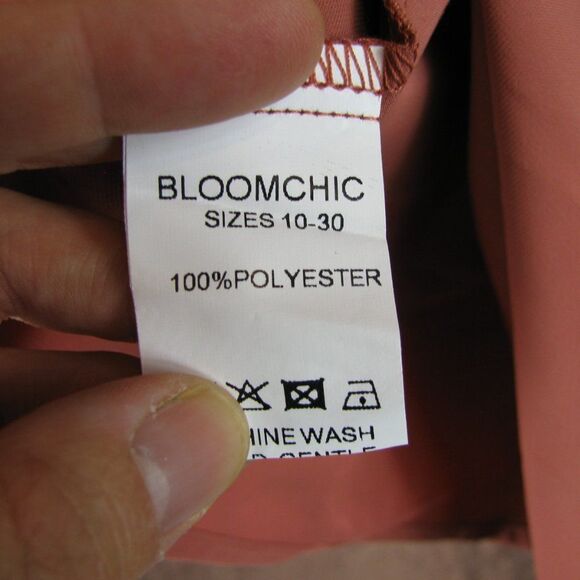 BLOOMCHIC
SIZES 10-30
100%POLYESTER
WASH